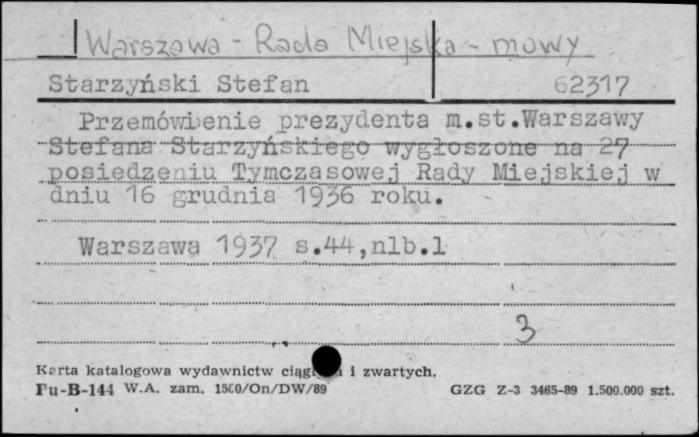 Warszawa - Rada Miejska - mowy
Starzyński Stefan 62317
Przemówienie prezydenta m.st.Warszawy
Stefana Starzyńskiego wygłoszone na 27
posiedzeniu Tymczasowej Rady Miejskiej w
dniu 16 grudnia 1936 roku.
Warszawa 1937 s.44,nlb.1
3
Karta katalogowa wydawnictw i zwartych.
Pu-B-144 W.A. zam. 1500/On/DW/89 GZG Z-3 3465-89 1.500.000 szt.